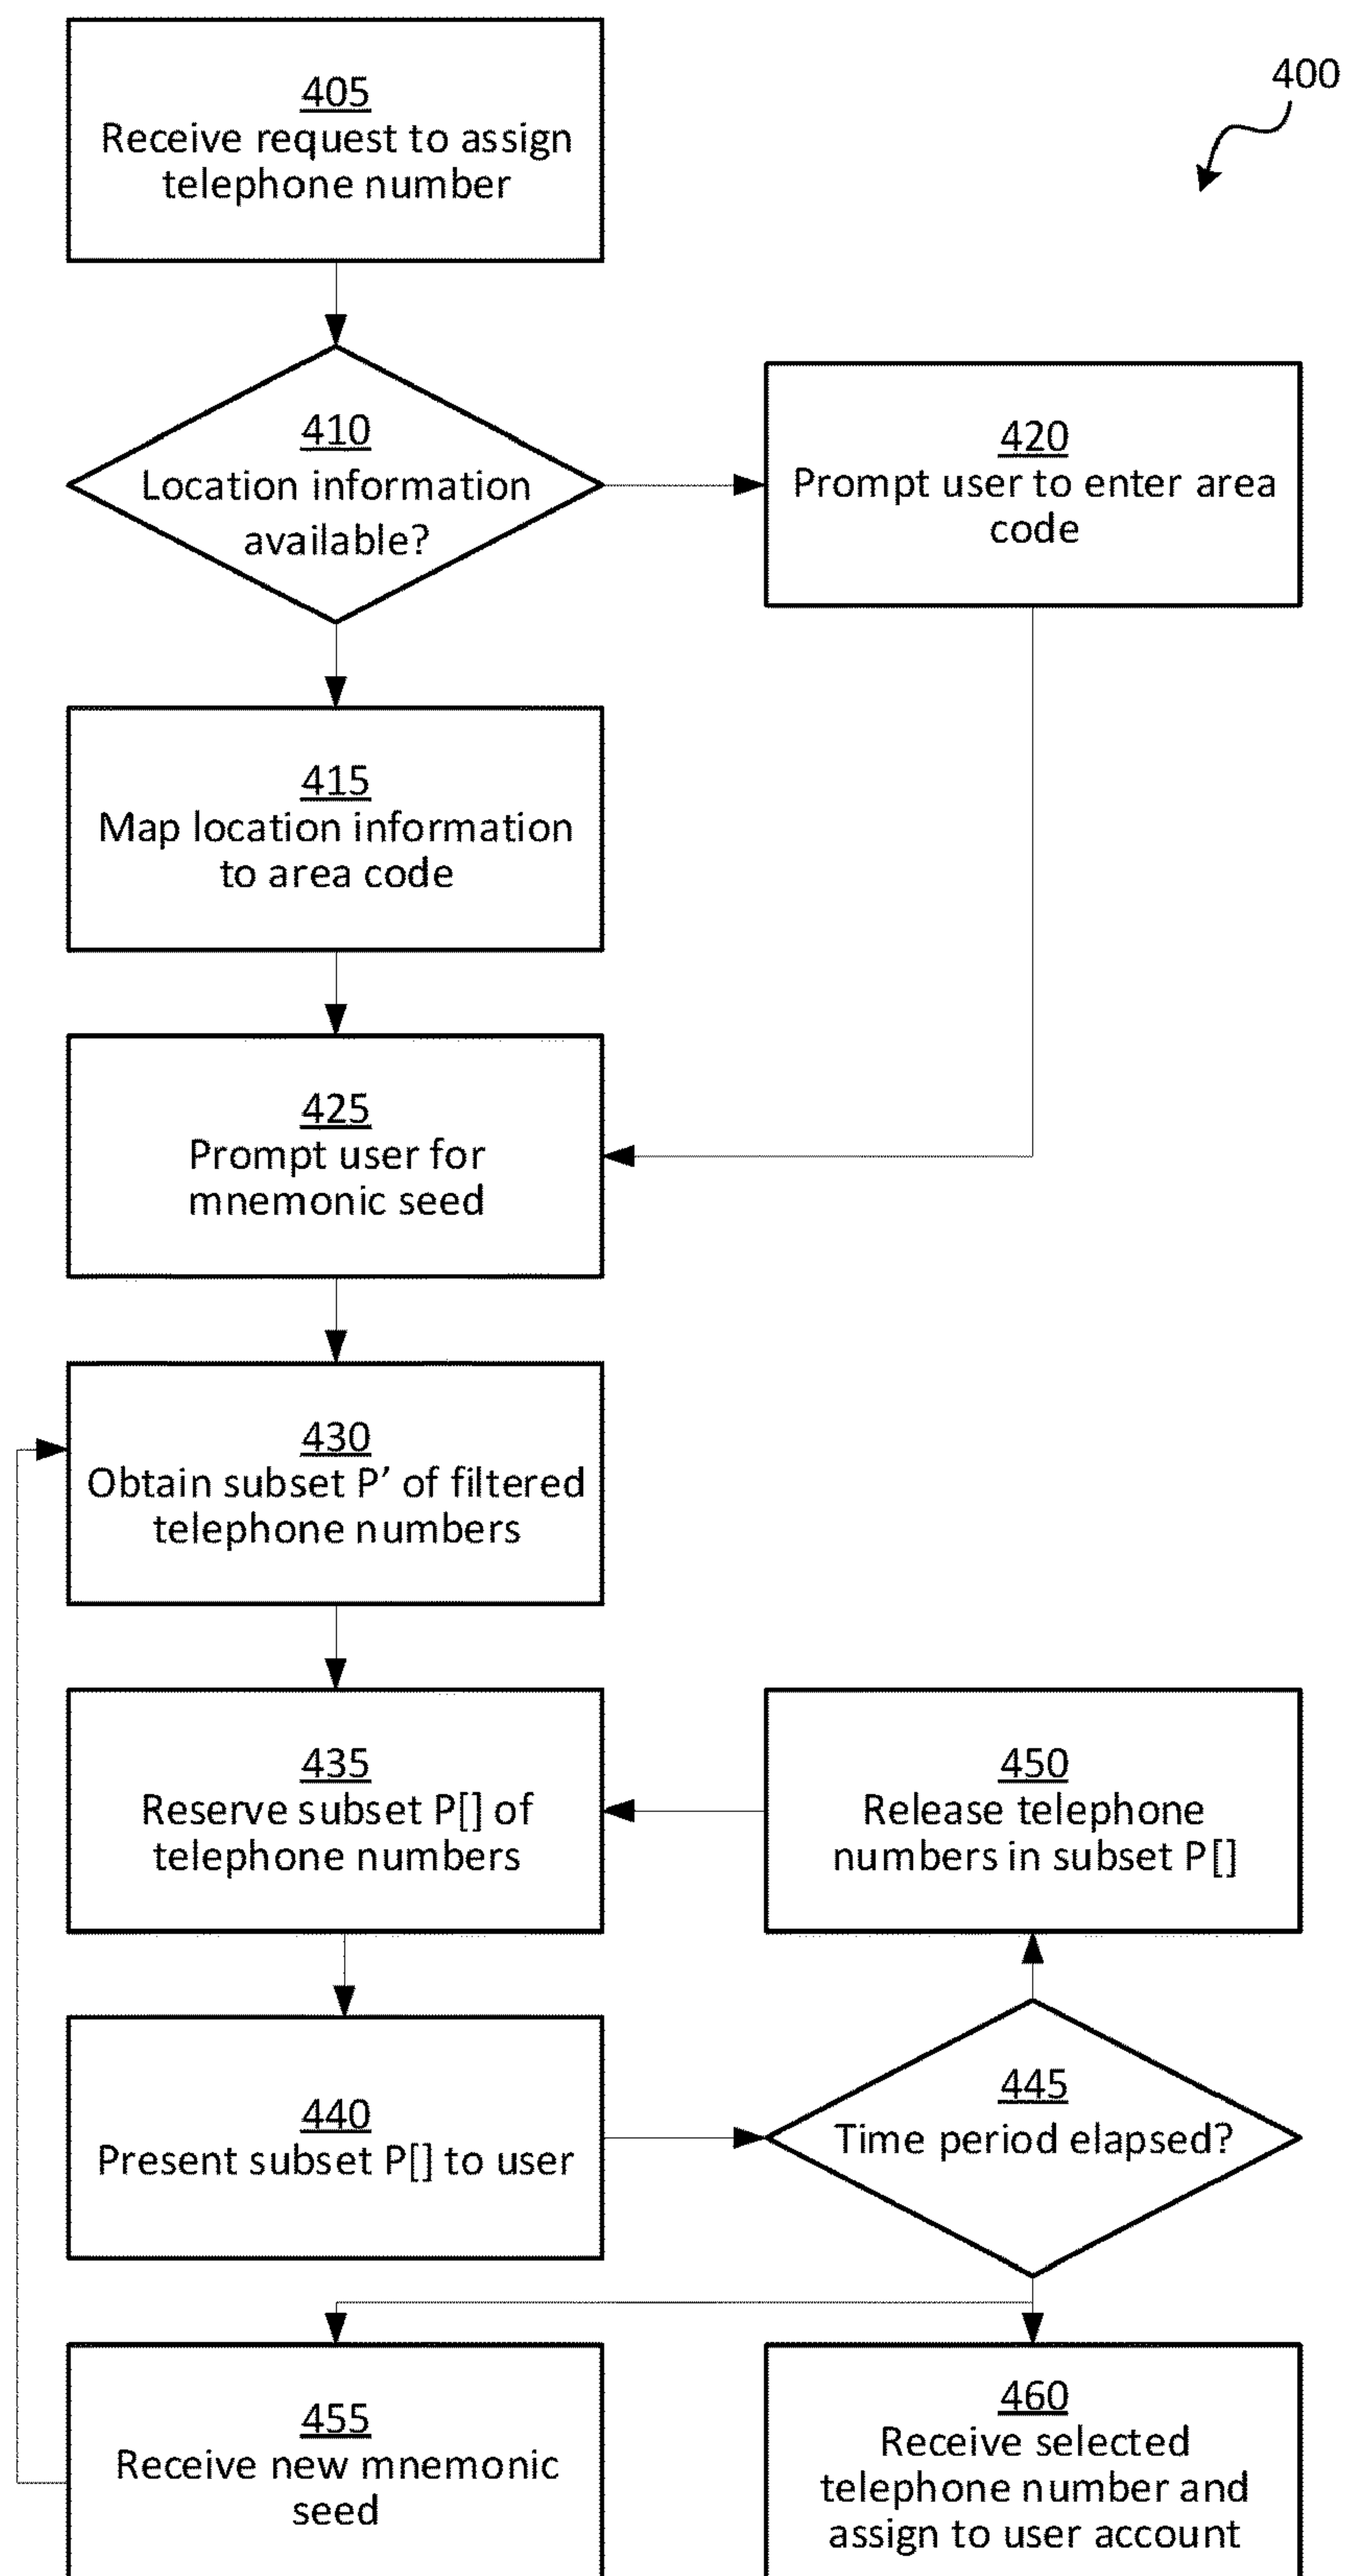 400
405
Receive request to assign
telephone number
410
Location information
available?
420
Prompt user to enter area
code
415
Map location information
to area code
425
Prompt user for
mnemonic seed
430
Obtain subset P’ of filtered
telephone numbers
435
Reserve subset P[] of
telephone numbers
450
Release telephone
numbers in subset P[]
440
Present subset P[] to user
445
Time period elapsed?
455
Receive new mnemonic
seed
460
Receive selected
telephone number and
assign to user account